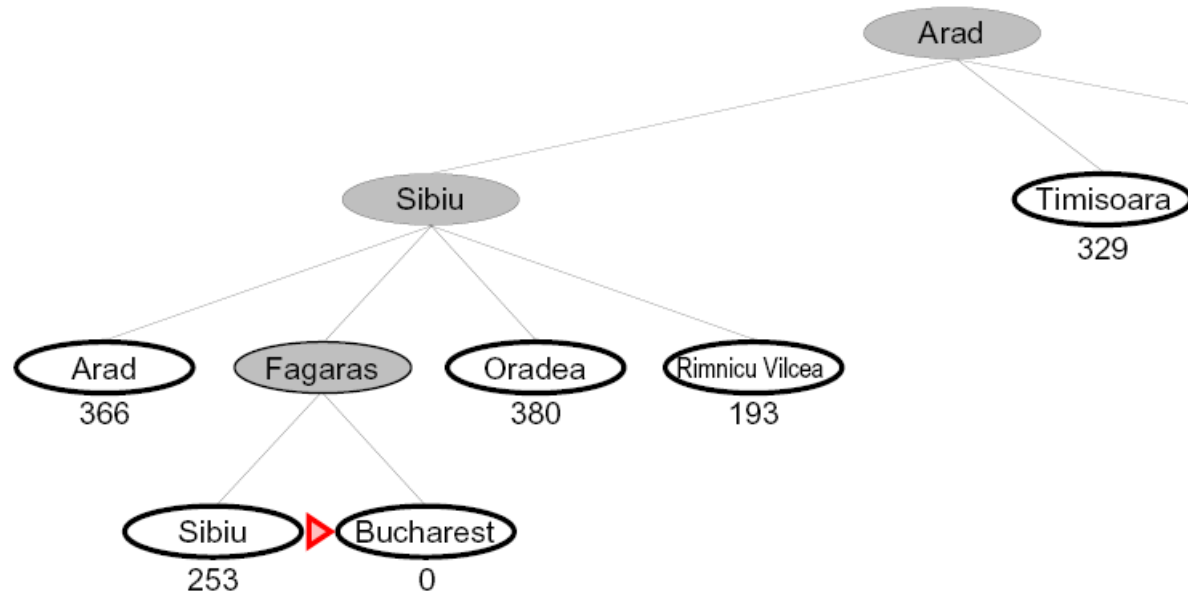 Arad
Sibiu
Timisoara
329
Arad
Fagaras
Oradea
Rimnicu Vilcea
366
380
193
Sibiu
Bucharest
253
0